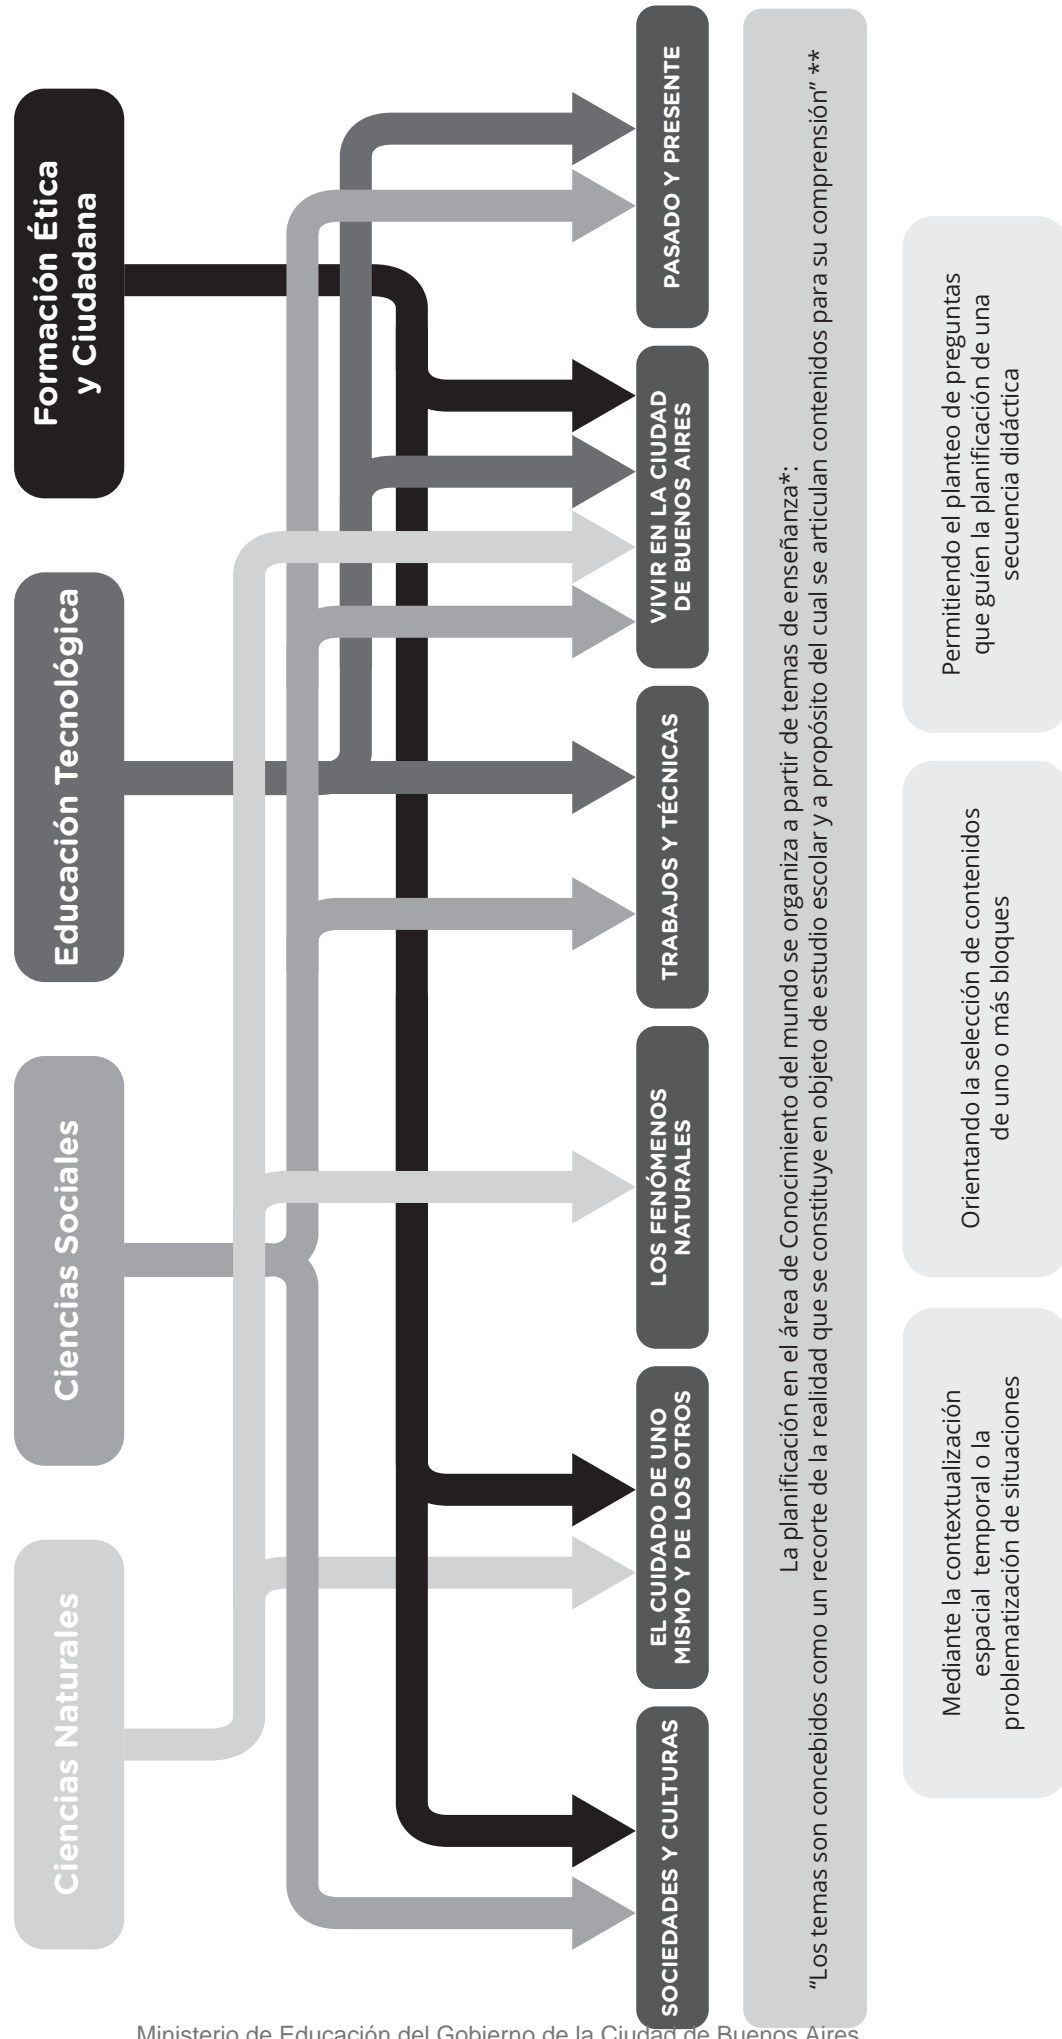 Ciencias Naturales
Ciencias Sociales
Educación Tecnológica
Formación Ética
y Ciudadana
SOCIEDADES Y CULTURAS
EL CUIDADO DE UNO
MISMO Y DE LOS OTROS
LOS FENÓMENOS
NATURALES
TRABAJOS Y TÉCNICAS
VIVIR EN LA CIUDAD
DE BUENOS AIRES
PASADO Y PRESENTE
La planificación en el área de Conocimiento del mundo se organiza a partir de temas de enseñanza*:
“Los temas son concebidos como un recorte de la realidad que se constituye en objeto de estudio escolar y a propósito del cual se articulan contenidos para su comprensión” **
Mediante la contextualización
espacial temporal o la
problematización de situaciones
Orientando la selección de contenidos
de uno o más bloques
Permitiendo el planteo de preguntas
que guíen la planificación de una
secuencia didáctica
Ministerio de Educación del Gobierno de la Ciudad de Buenos Aires